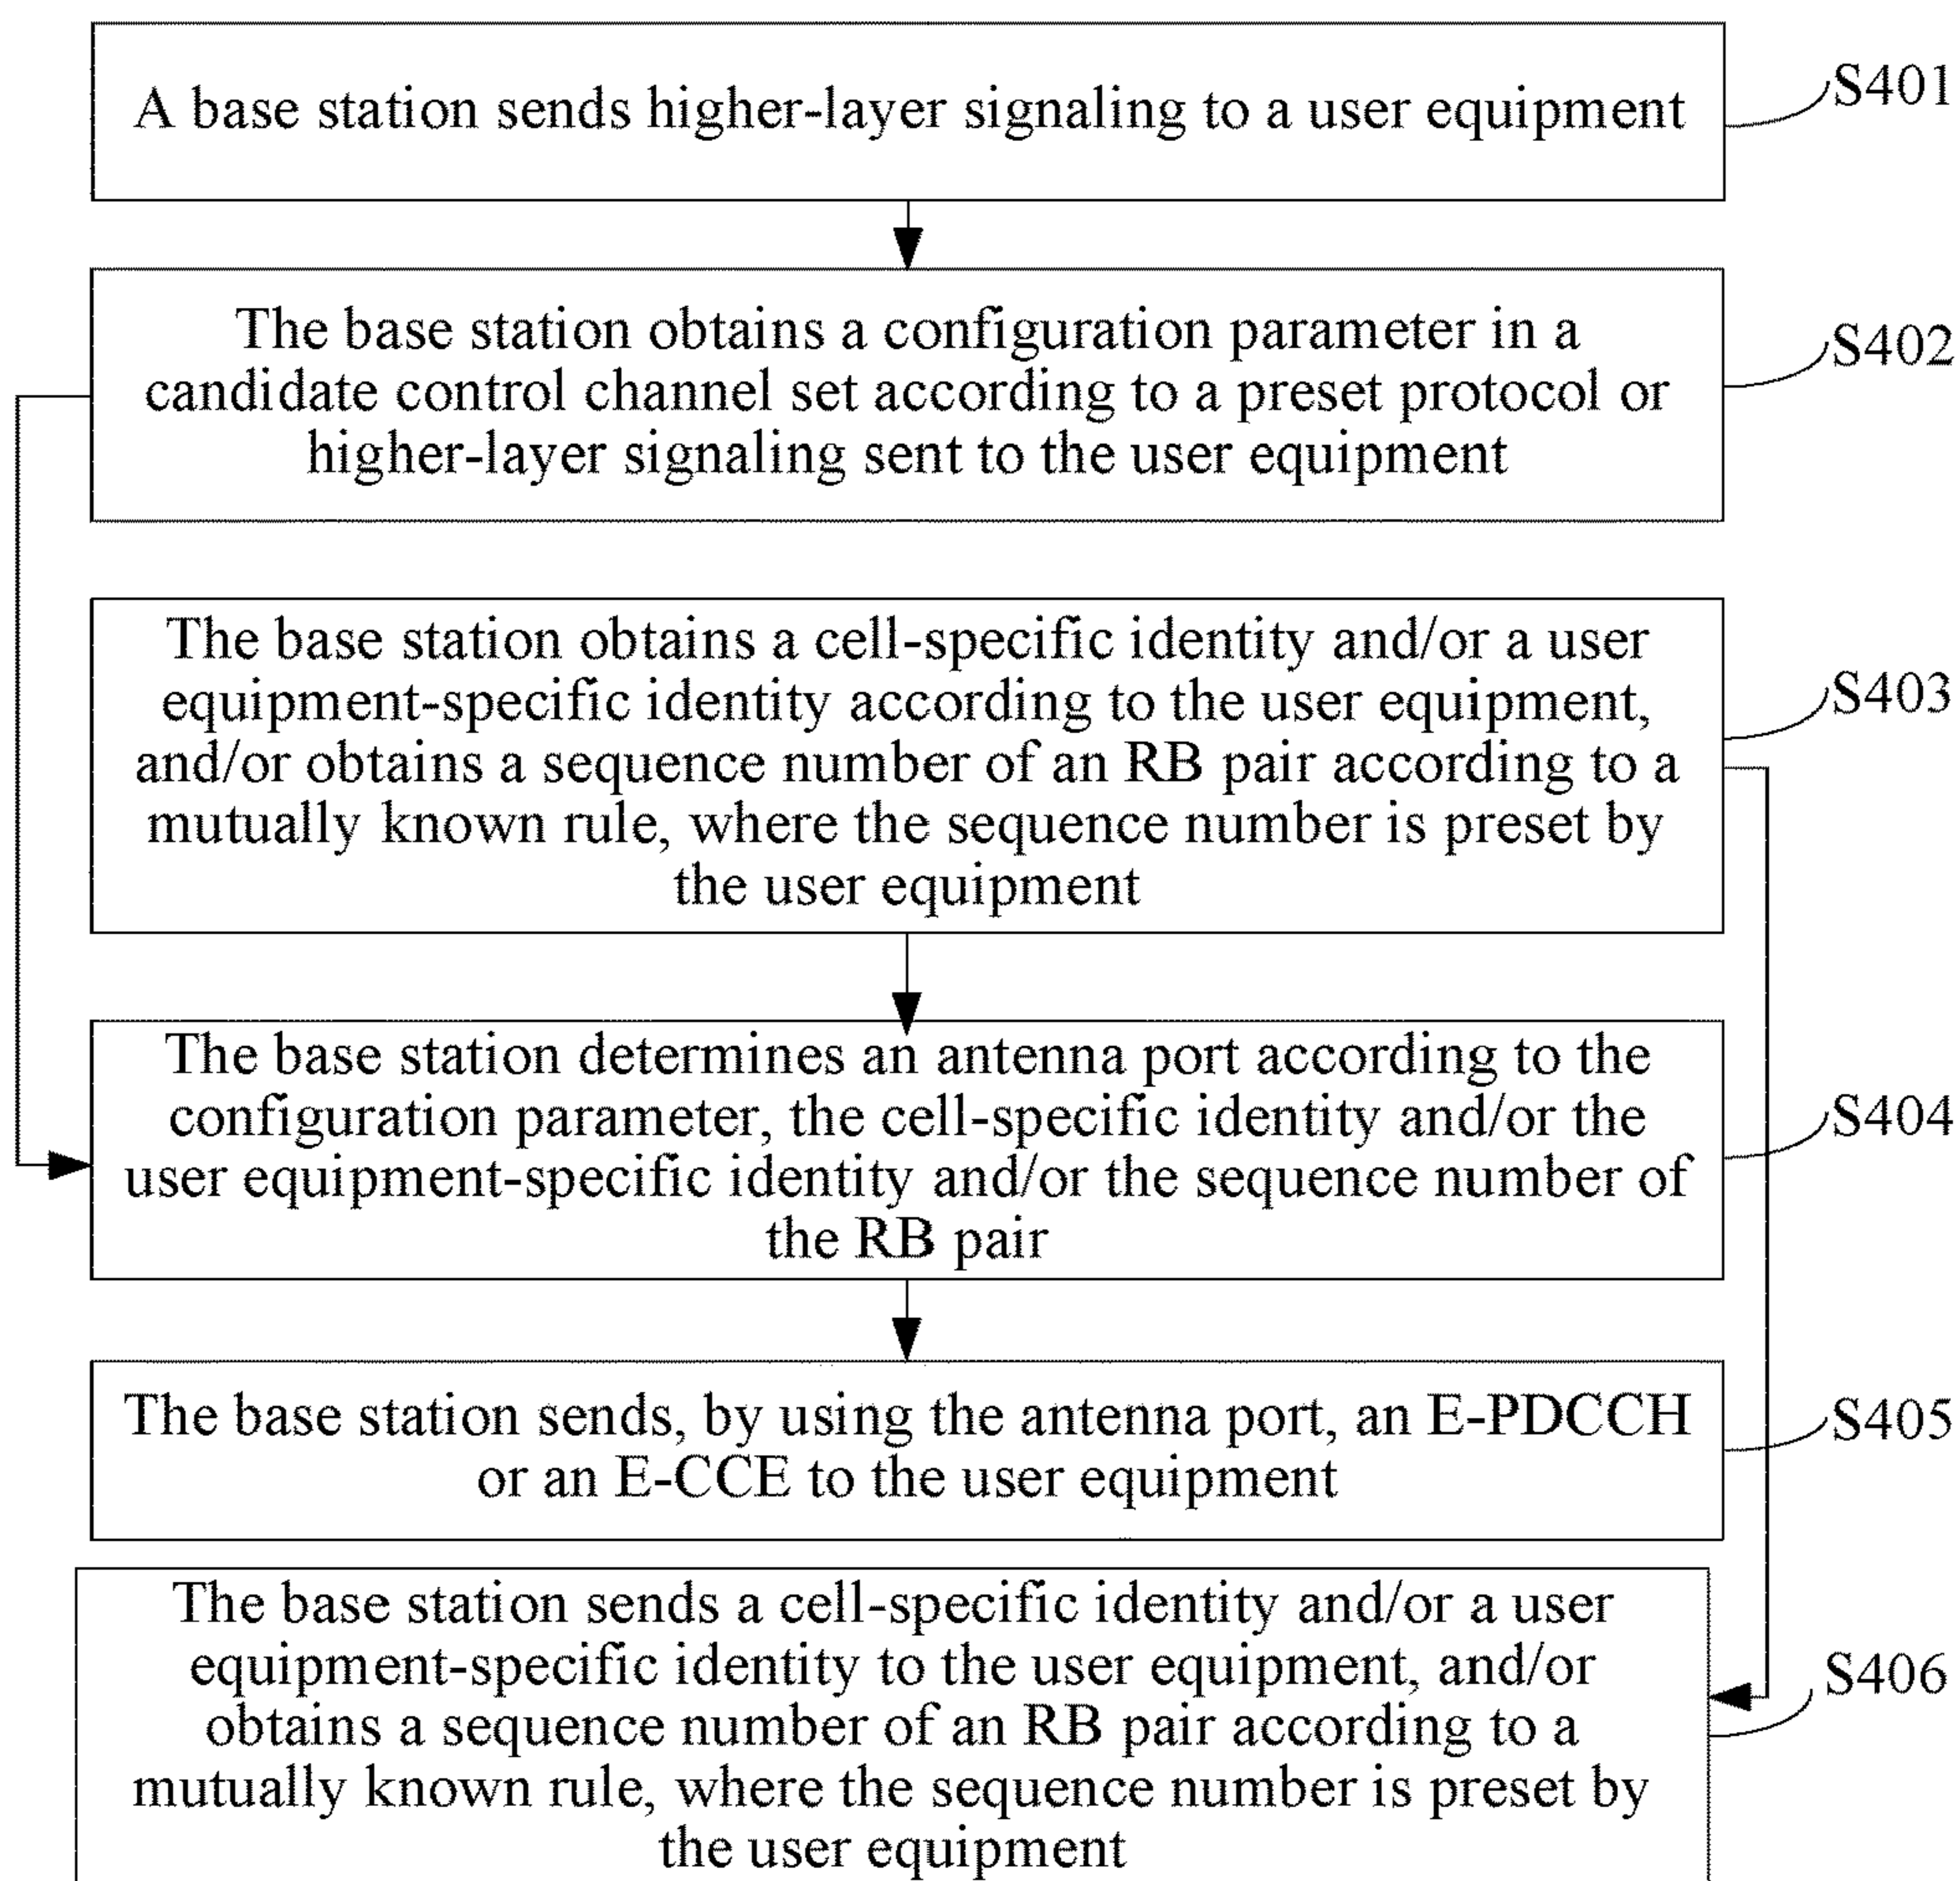 A base station sends higher-layer signaling to a user equipment
S401
The base station obtains a configuration parameter in a
candidate control channel set according to a preset protocol or
higher-layer signaling sent to the user equipment
S402
The base station obtains a cell-specific identity and/or a user
equipment-specific identity according to the user equipment,
and/or obtains a sequence number of an RB pair according to a
mutually known rule, where the sequence number is preset by
the user equipment
S403
The base station determines an antenna port according to the
configuration parameter, the cell-specific identity and/or the
user equipment-specific identity and/or the sequence number of
the RB pair
S404
The base station sends, by using the antenna port, an E-PDCCH
or an E-CCE to the user equipment
S405
The base station sends a cell-specific identity and/or a user
equipment-specific identity to the user equipment, and/or
obtains a sequence number of an RB pair according to a
mutually known rule, where the sequence number is preset by
the user equipment
S406